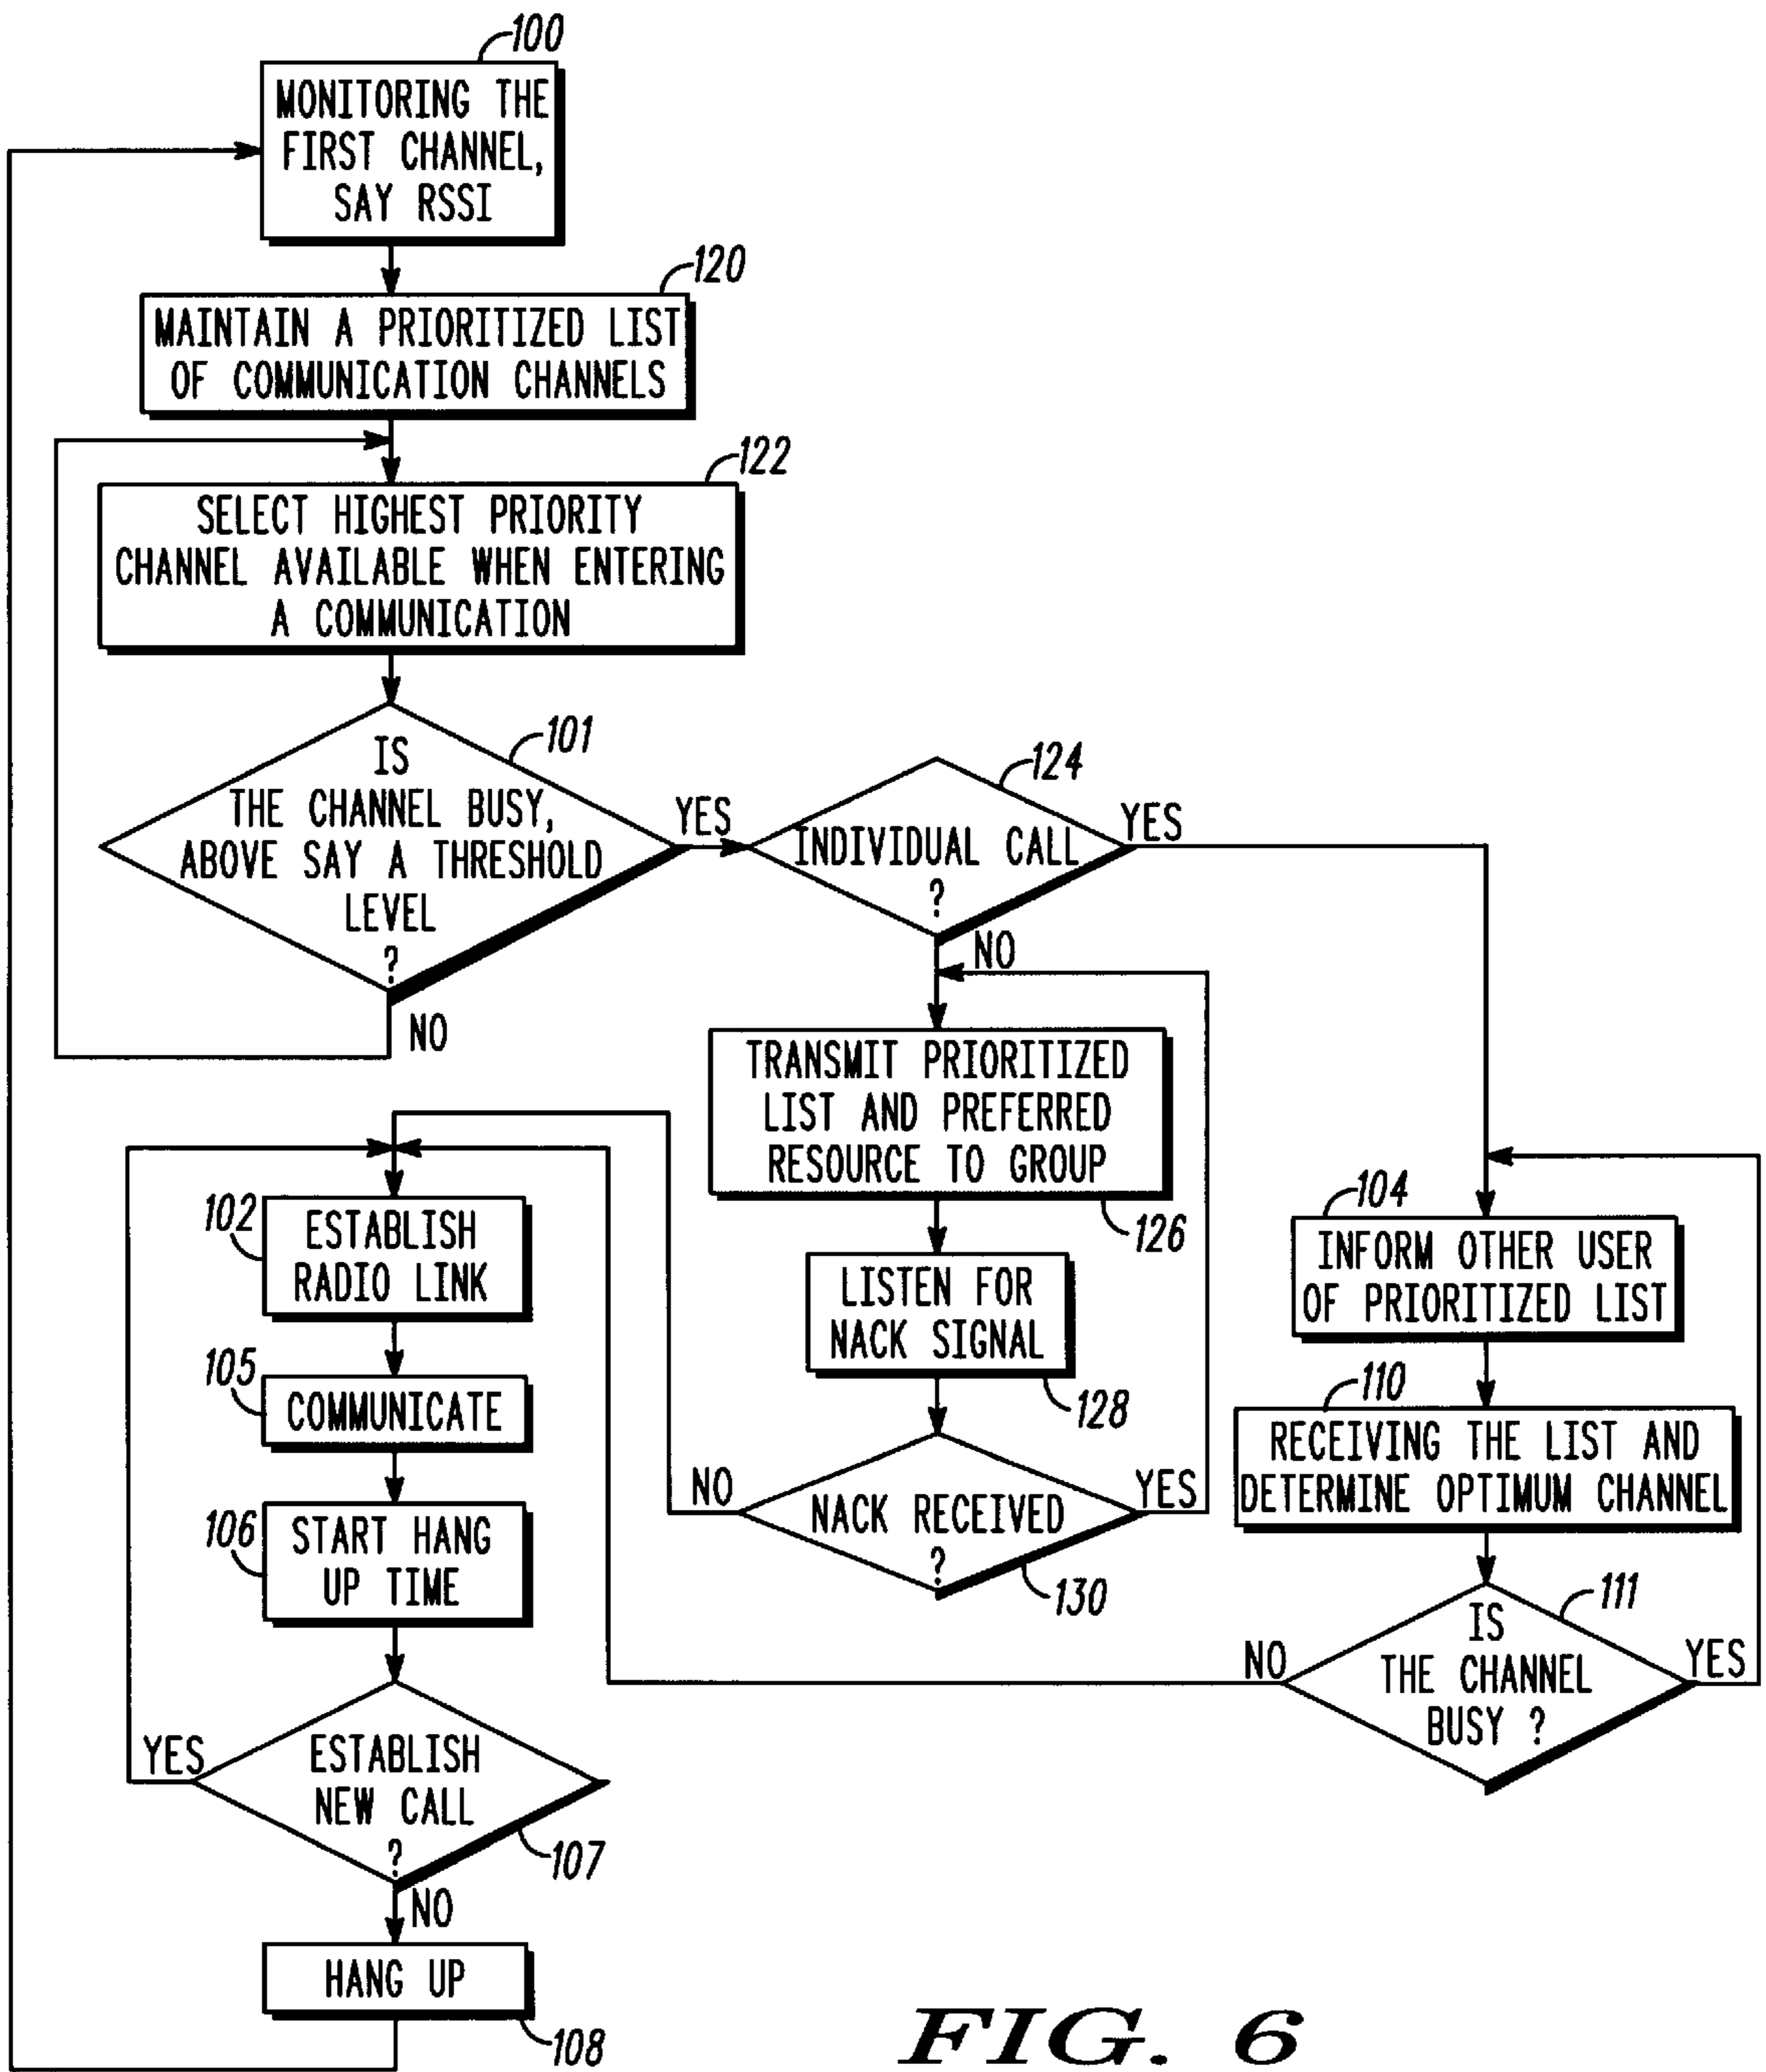 100
MONITORING THE
FIRST CHANNEL,
SAY RSSI
120
MAINTAIN A PRIORITIZED LIST
OF COMMUNICATION CHANNELS
122
SELECT HIGHEST PRIORITY
CHANNEL AVAILABLE WHEN ENTERING
A COMMUNICATION
101
IS
THE CHANNEL BUSY,
ABOVE SAY A THRESHOLD
LEVEL
?
YES
NO
124
INDIVIDUAL CALL
?
YES
NO
TRANSMIT PRIORITIZED
LIST AND PREFERRED
RESOURCE TO GROUP
126
LISTEN FOR
NACK SIGNAL
128
NACK RECEIVED
?
NO
YES
130
104
INFORM OTHER USER
OF PRIORITIZED LIST
110
RECEIVING THE LIST AND
DETERMINE OPTIMUM CHANNEL
111
IS
THE CHANNEL
BUSY ?
NO
YES
102
ESTABLISH
RADIO LINK
105
COMMUNICATE
106
START HANG
UP TIME
ESTABLISH
NEW CALL
?
YES
107
NO
HANG UP
108
FIG. 6